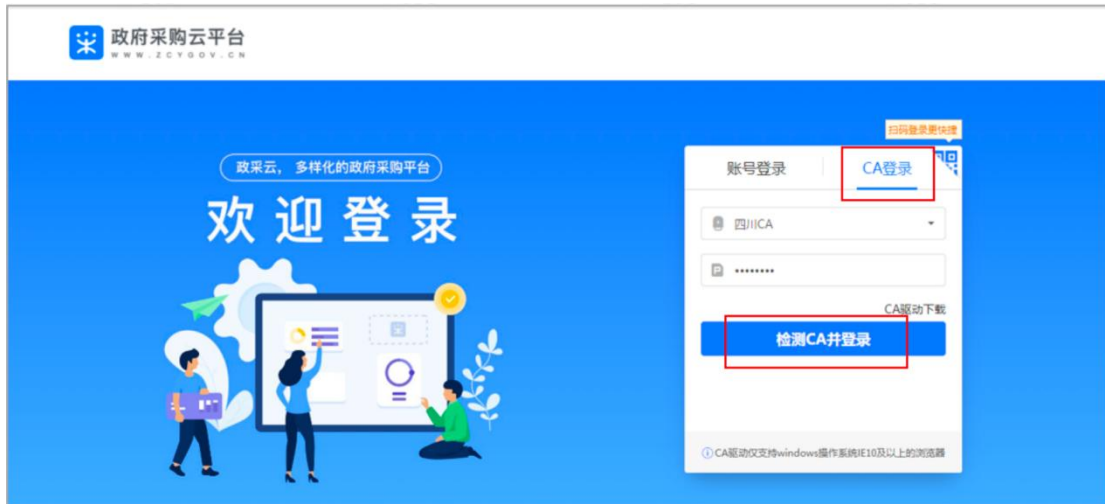 政府采购云平台
WWW.ZCYGOV.CN
扫码登录更快捷
政采云，多样化的政府采购平台
欢迎登录
账号登录 CA登录
四川CA
········
CA驱动下载
检测CA并登录
CA驱动仅支持windows操作系统IE10及以上的浏览器